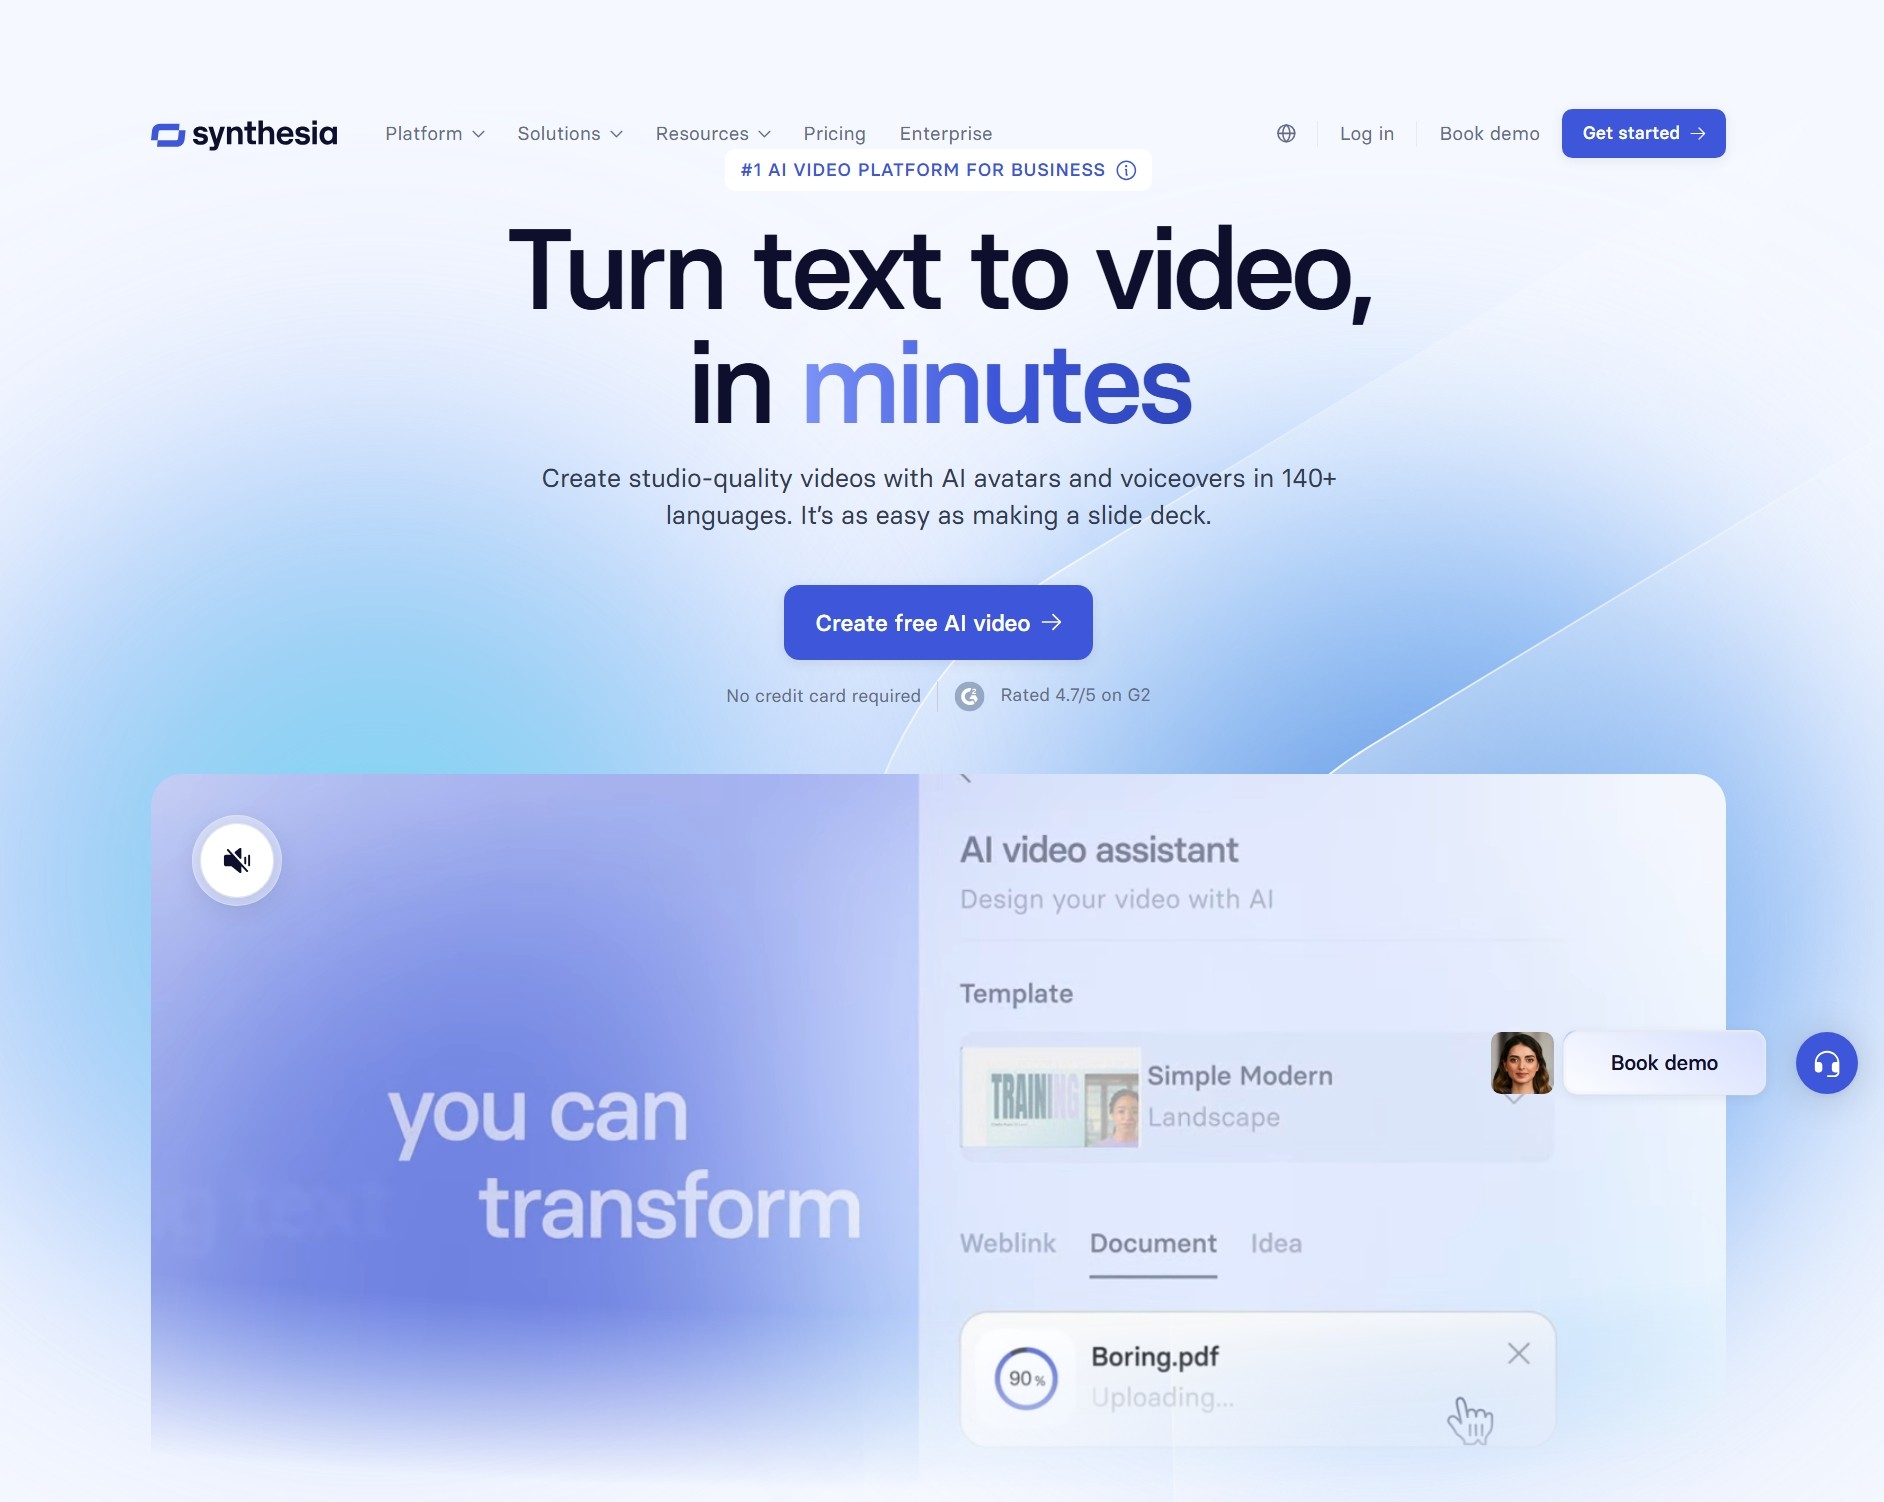 synthesia
Platform
Solutions
Resources
Pricing
Enterprise
Log in
Book demo
Get started
#1 AI VIDEO PLATFORM FOR BUSINESS
Turn text to video,
in minutes
Create studio-quality videos with AI avatars and voiceovers in 140+
languages. It’s as easy as making a slide deck.
Create free AI video
No credit card required
Rated 4.7/5 on G2
you can
text
transform
AI video assistant
Design your video with AI
Template
TRAINING
Simple Modern
Landscape
Book demo
Weblink
Document
Idea
90%
Boring.pdf
Uploading...